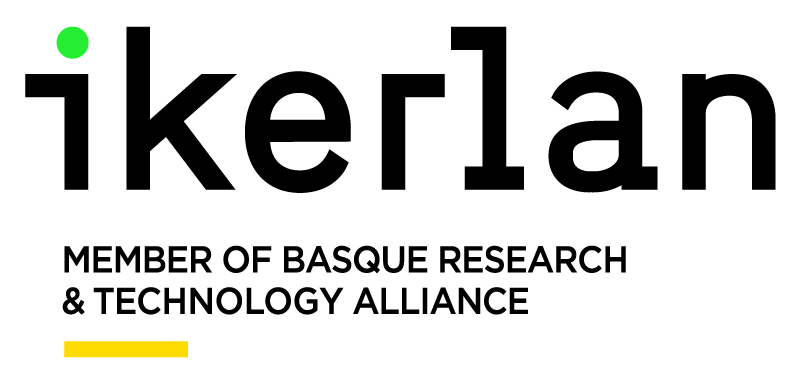 ikerlan
MEMBER OF BASQUE RESEARCH
& TECHNOLOGY ALLIANCE